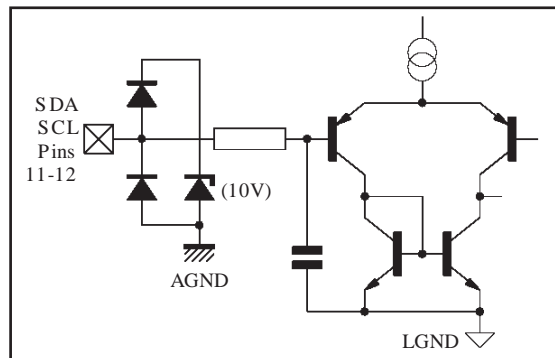 SDA
SCL
Pins
11-12
(10V)
AGND
LGND